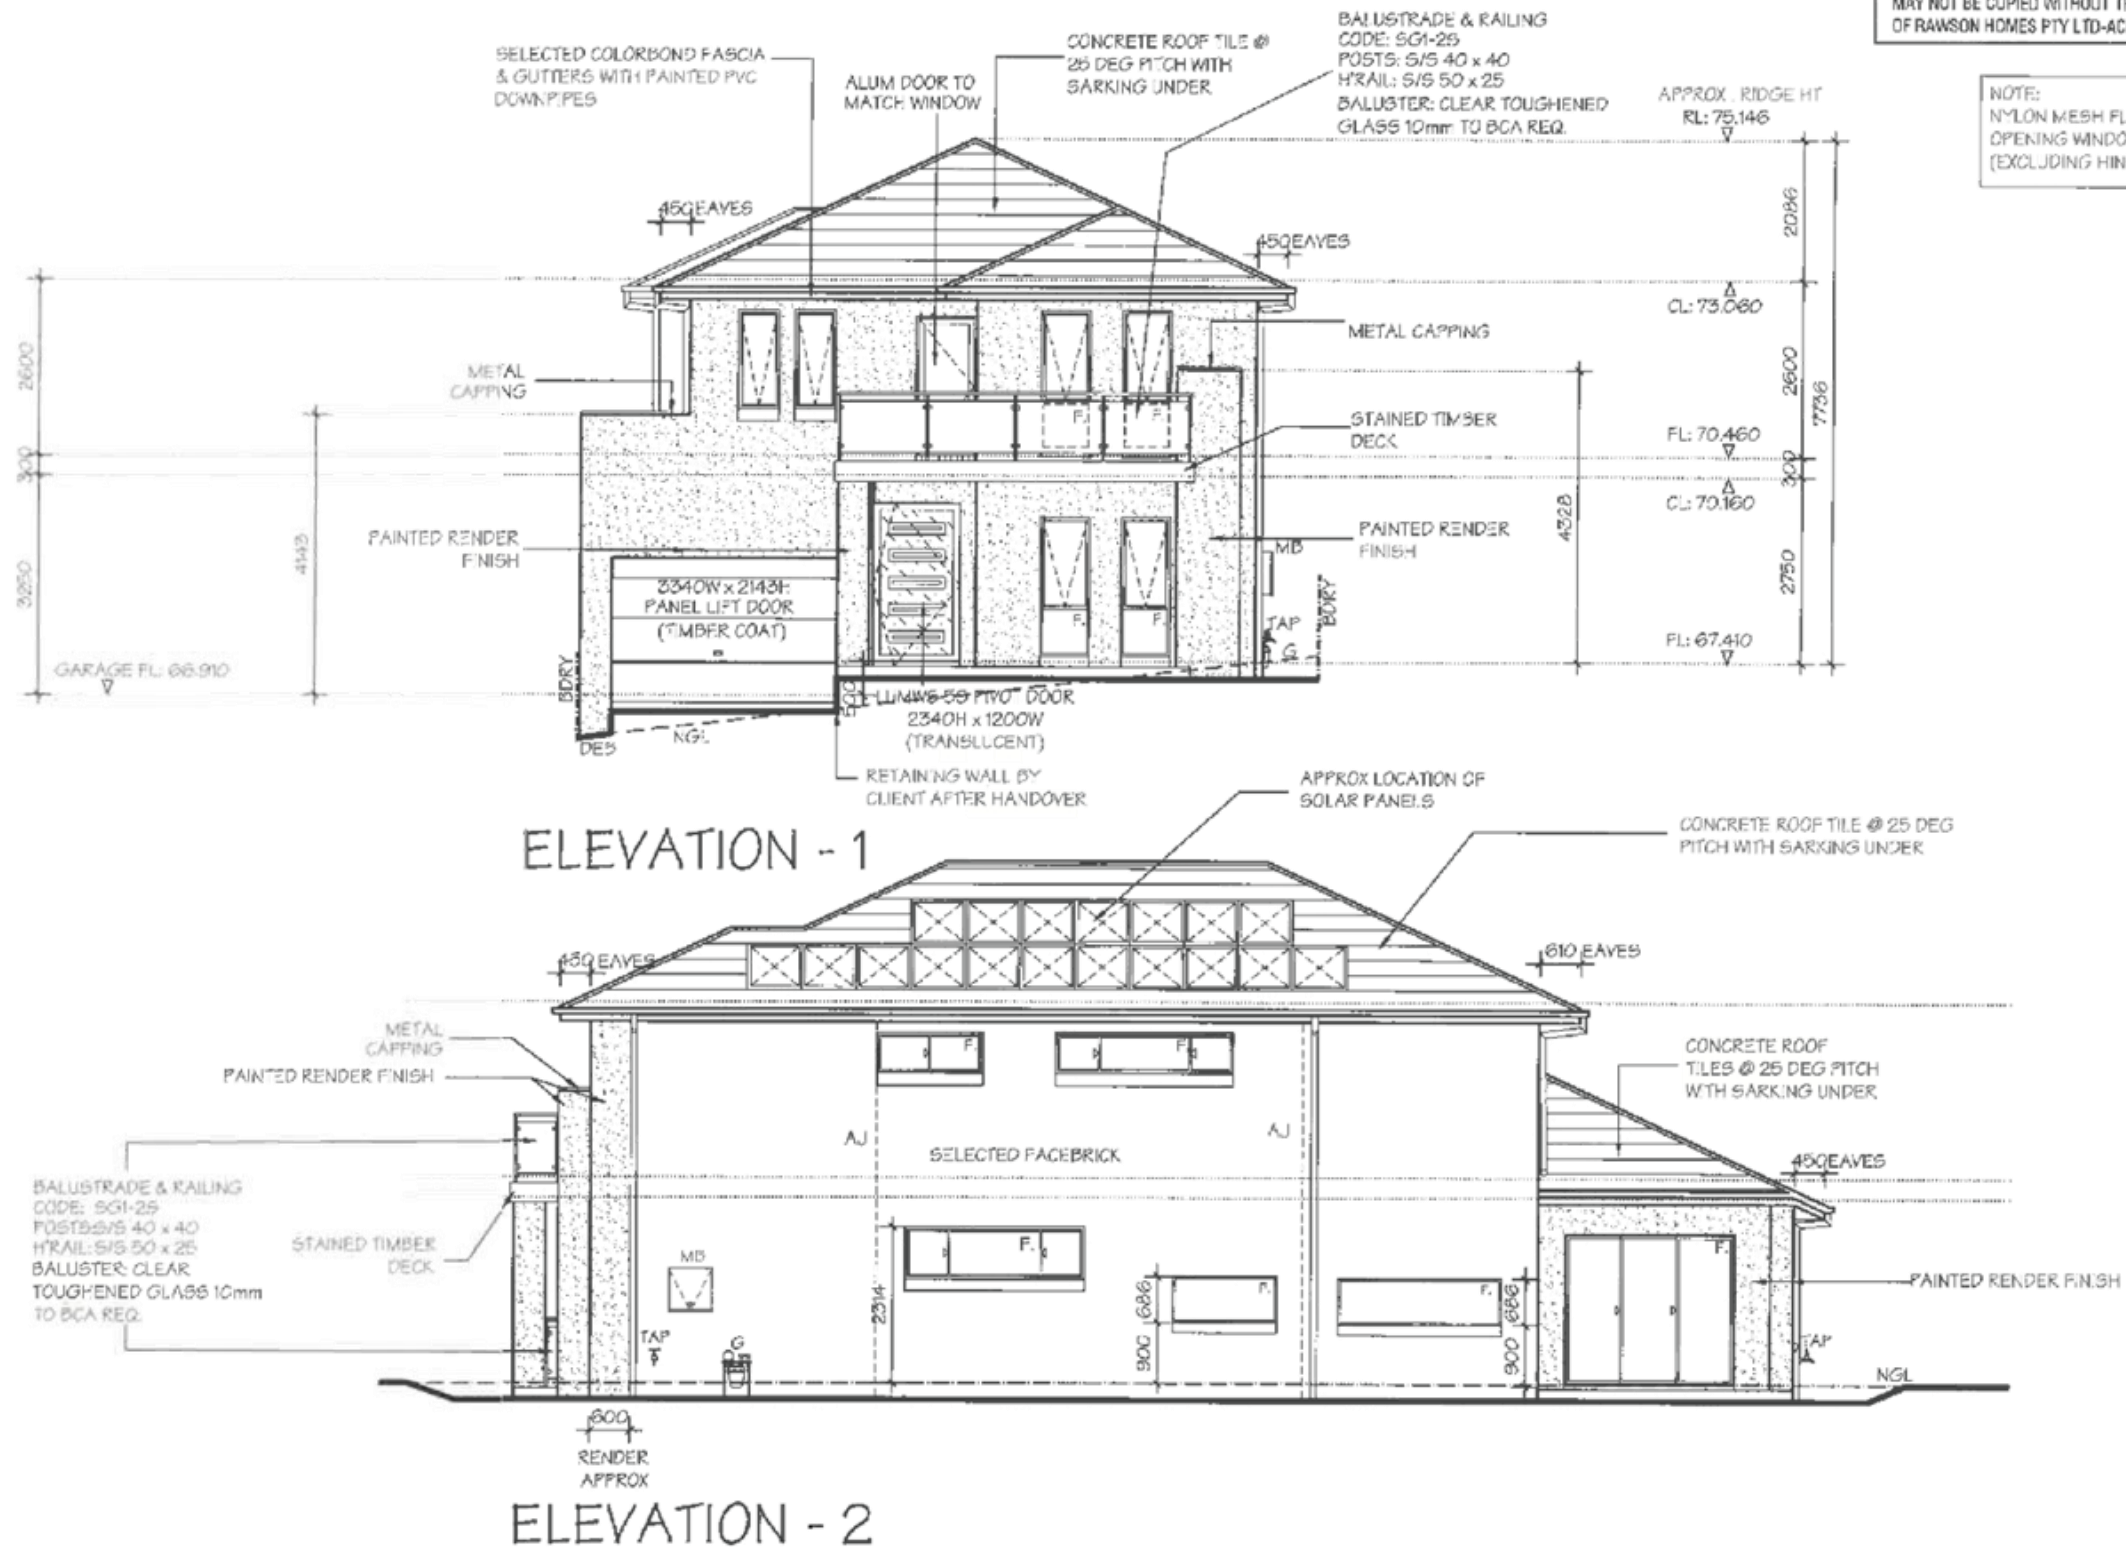 MAY NOT BE COPIED WITHOUT
OF RAWSON HOMES PTY LTD-AC
NOTE:
NYLON MESH
OPENING
(EXCLUDING
SELECTED COLORBOND FASCIA
& GUTTERS WITH PAINTED PVC
DOWNPIPES
ALUM DOOR TO
MATCH WINDOW
CONCRETE ROOF TILE @
25 DEG PITCH WITH
SARKING UNDER
BALUSTRADE & RAILING
CODE: SG1-25
POSTS: S/S 40 x 40
H'RAIL: S/S 50 x 25
BALUSTER: CLEAR TOUGHENED
GLASS 10mm TO BCA REQ.
APPROX. RIDGE HT
RL: 75.146
450 EAVES
450 EAVES
2086
CL: 73.060
METAL CAPPING
METAL
CAPPING
2600
2600
7736
STAINED TIMBER
DECK
FL: 70.460
300
300
CL: 70.160
4328
PAINTED RENDER
FINISH
PAINTED RENDER
FINISH
4143
3250
2750
MB
BDRY
TAP
G
F.
F.
F.
F.
3340W x 2143H
PANEL LIFT DOOR
(TIMBER COAT)
FL: 67.410
GARAGE FL: 66.910
BDRY
500
PIVOT DOOR
2340H x 1200W
(TRANSLUCENT)
DEB
NGL
RETAINING WALL BY
CLIENT AFTER HANDOVER
ELEVATION - 1
APPROX LOCATION OF
SOLAR PANELS
CONCRETE ROOF TILE @ 25 DEG
PITCH WITH SARKING UNDER
450 EAVES
610 EAVES
METAL
CAPPING
PAINTED RENDER FINISH
F.
F.
CONCRETE ROOF
TILES @ 25 DEG PITCH
WITH SARKING UNDER
AJ
AJ
SELECTED FACEBRICK
450 EAVES
BALUSTRADE & RAILING
CODE: SG1-25
POSTS:S/S 40 x 40
H'RAIL: S/S 50 x 25
BALUSTER: CLEAR
TOUGHENED GLASS 10mm
TO BCA REQ.
STAINED TIMBER
DECK
MB
F.
F.
F.
F.
2314
686
900
686
900
PAINTED RENDER FINISH
TAP
G
TAP
NGL
600
RENDER
APPROX
ELEVATION - 2